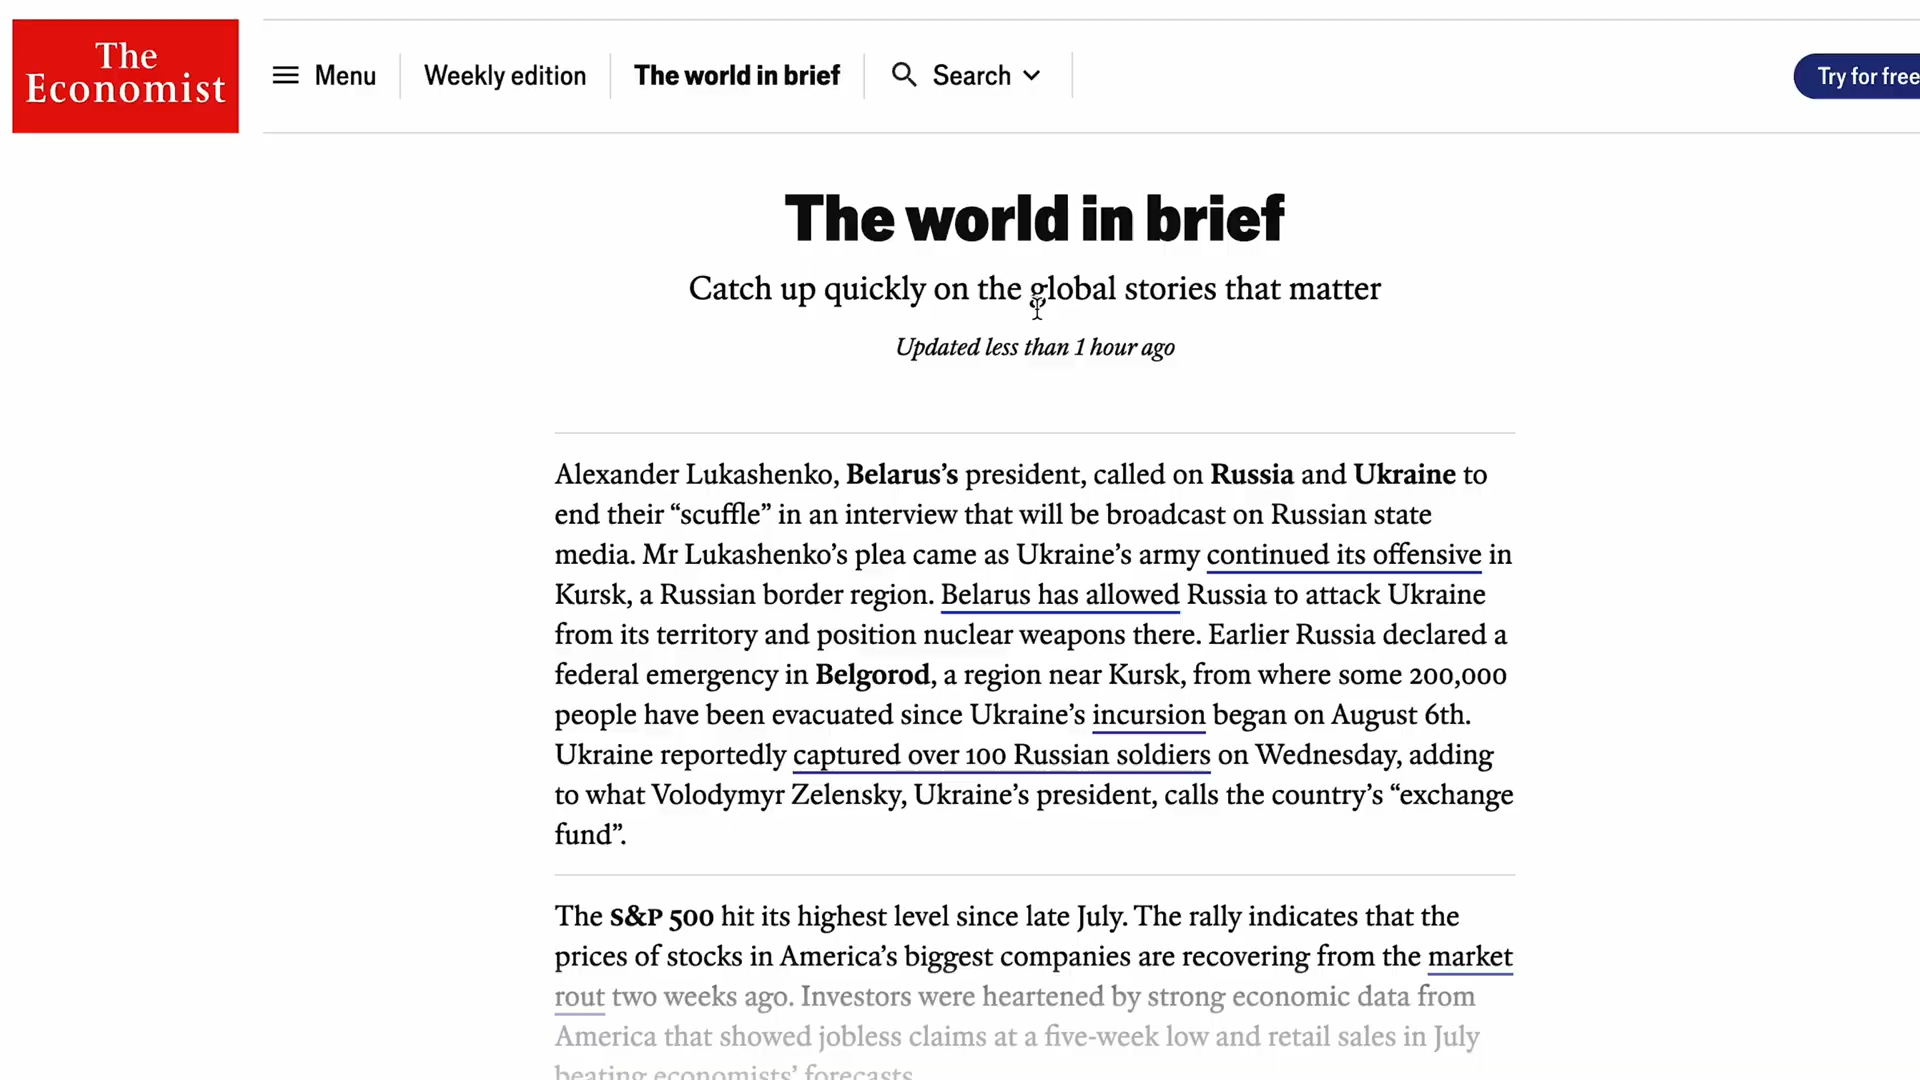 The
Economist
Menu
Weekly edition
The world in brief
Search
Try for free
The world in brief
Catch up quickly on the global stories that matter
Updated less than 1 hour ago
Alexander Lukashenko, Belarus’s president, called on Russia and Ukraine to
end their “scuffle” in an interview that will be broadcast on Russian state
media. Mr Lukashenko’s plea came as Ukraine’s army continued its offensive in
Kursk, a Russian border region. Belarus has allowed Russia to attack Ukraine
from its territory and position nuclear weapons there. Earlier Russia declared a
federal emergency in Belgorod, a region near Kursk, from where some 200,000
people have been evacuated since Ukraine’s incursion began on August 6th.
Ukraine reportedly captured over 100 Russian soldiers on Wednesday, adding
to what Volodymyr Zelensky, Ukraine’s president, calls the country’s “exchange
fund”.
The S&P 500 hit its highest level since late July. The rally indicates that the
prices of stocks in America’s biggest companies are recovering from the market
rout two weeks ago. Investors were heartened by strong economic data from
America that showed jobless claims at a five-week low and retail sales in July
beating economists’ forecasts.